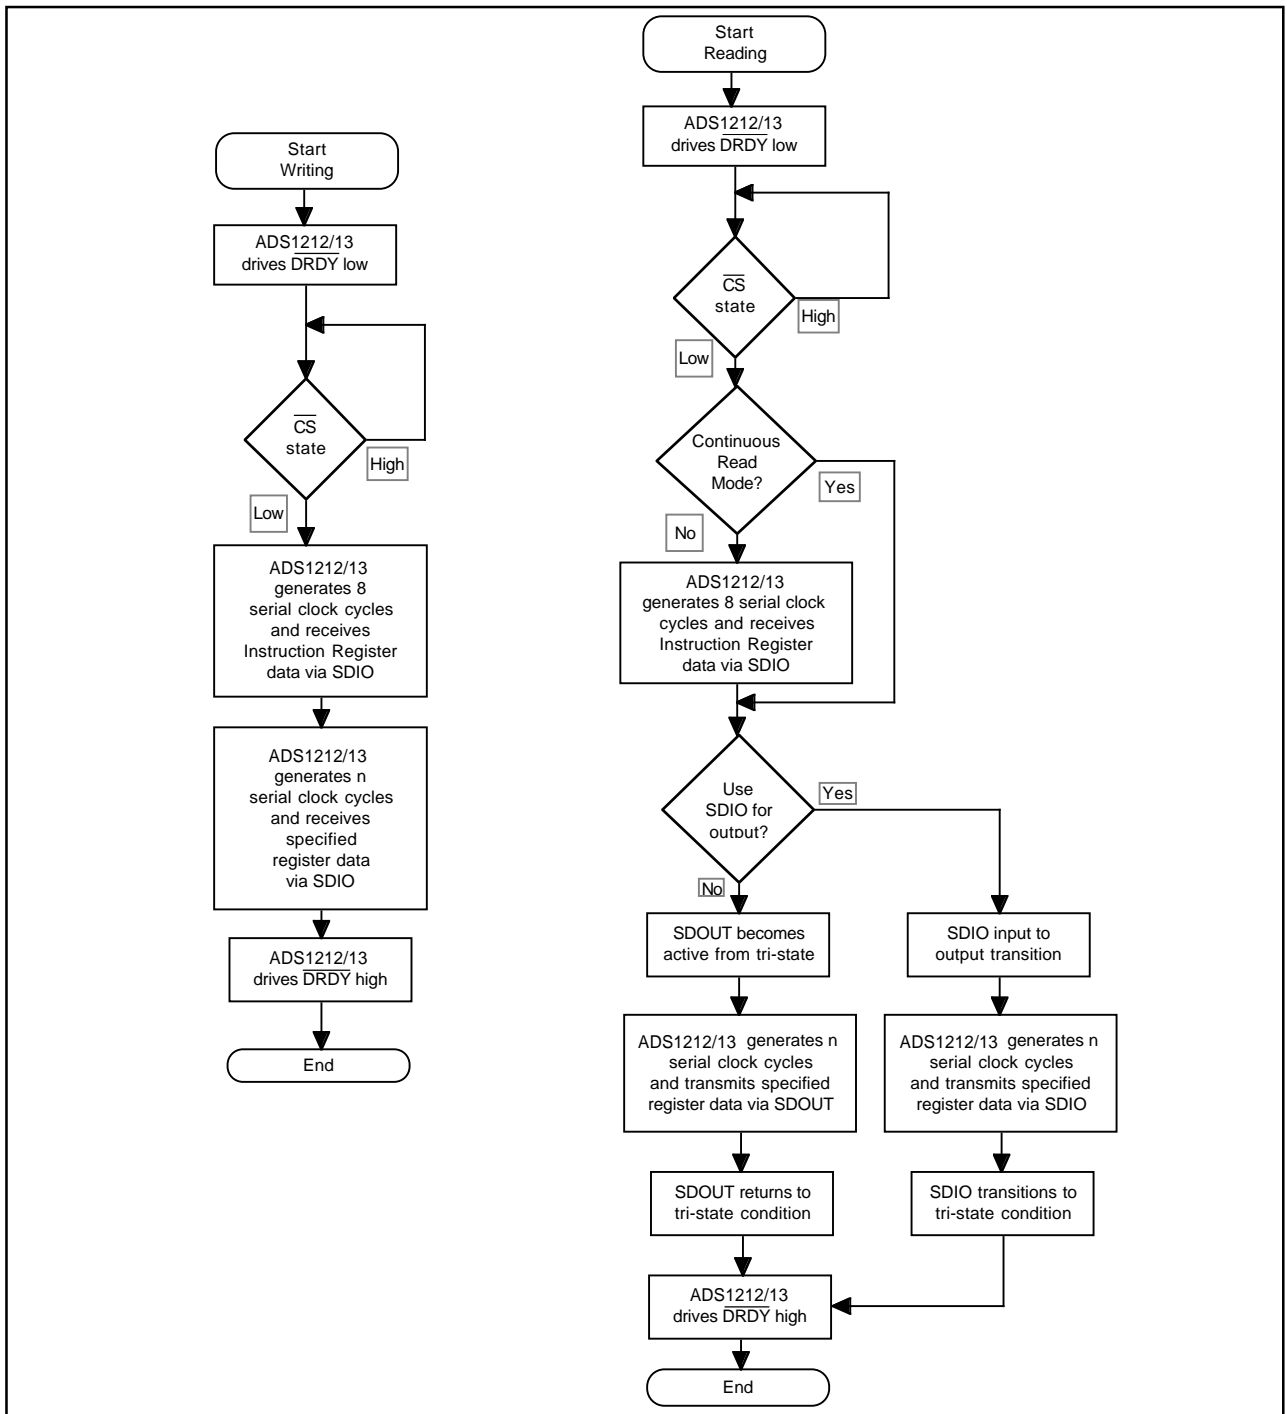 Start
Writing
ADS1212/13
drives DRDY low
CS
state
High
Low
ADS1212/13
generates 8
serial clock cycles
and receives
Instruction Register
data via SDIO
ADS1212/13
generates n
serial clock cycles
and receives
specified
register data
via SDIO
ADS1212/13
drives DRDY high
End
Start
Reading
ADS1212/13
drives DRDY low
CS
state
High
Low
Continuous
Read
Mode?
Yes
No
ADS1212/13
generates 8 serial clock
cycles and receives
Instruction Register
data via SDIO
Use
SDIO for
output?
Yes
No
SDOUT becomes
active from tri-state
SDIO input to
output transition
ADS1212/13 generates n
serial clock cycles
and transmits specified
register data via SDOUT
ADS1212/13 generates n
serial clock cycles
and transmits specified
register data via SDIO
SDOUT returns to
tri-state condition
SDIO transitions to
tri-state condition
ADS1212/13
drives DRDY high
End